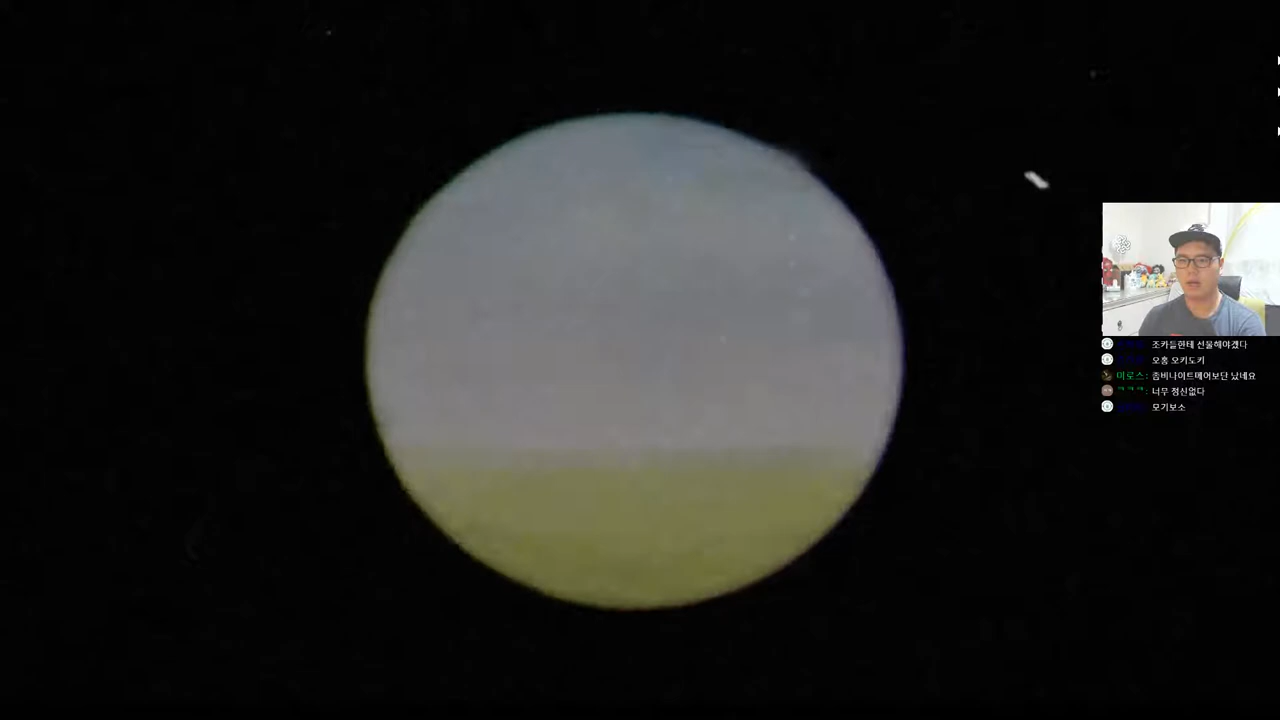 조카들한테 선물해야겠다
오홍 오키도키
미로스: 좀비나이트메어보단 났네요
ㅋㅋㅋ: 너무 정신없다
모기보소